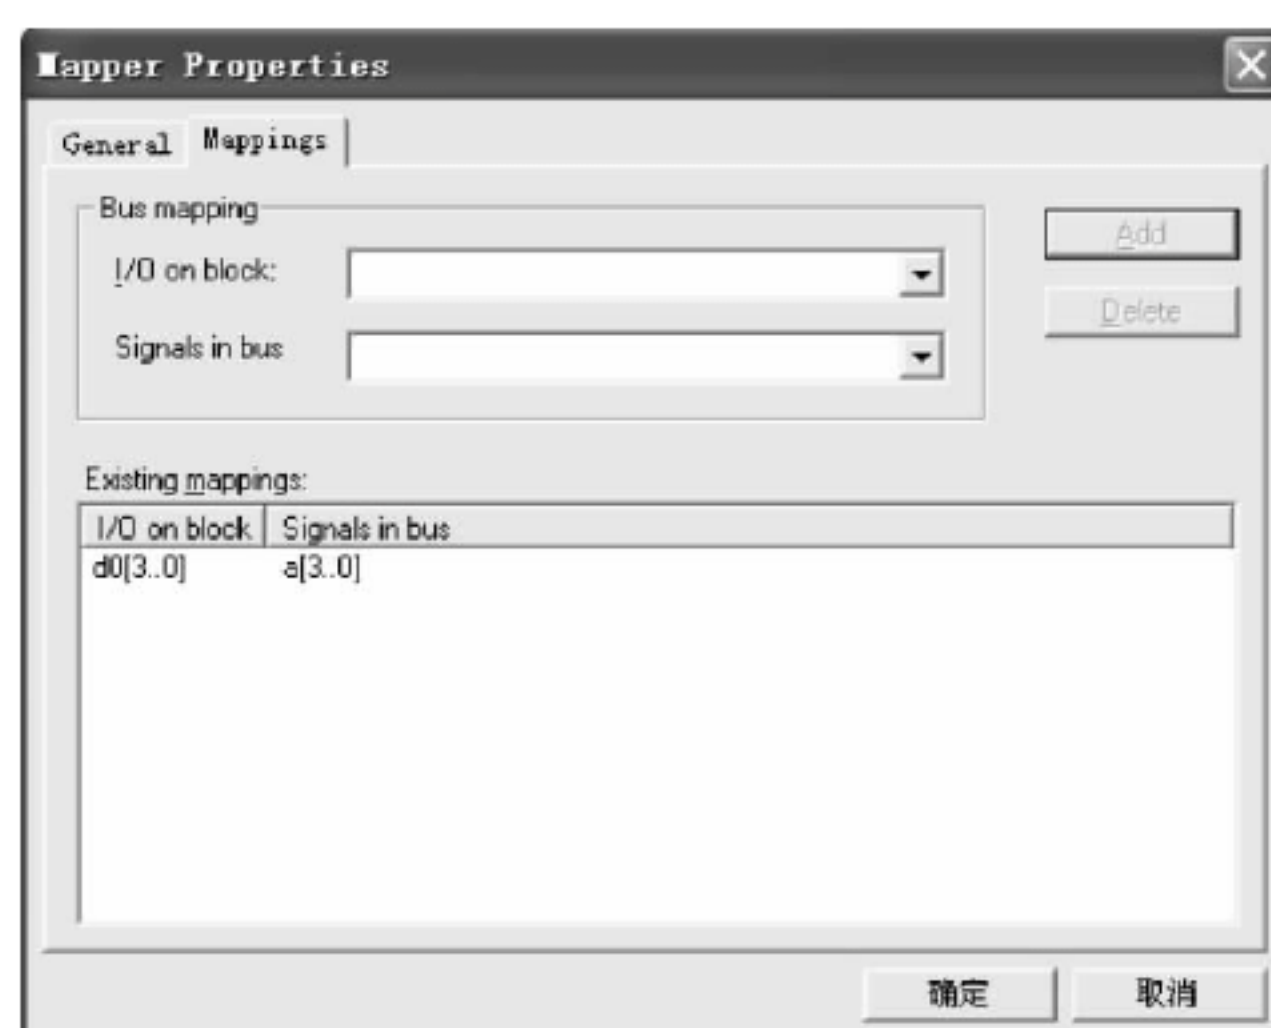 Mapper Properties
General Mappings
Bus mapping
I/O on block:
Signals in bus
Add
Delete
Existing mappings:
I/O on block Signals in bus
d0[3..0] a[3..0]
确定 取消